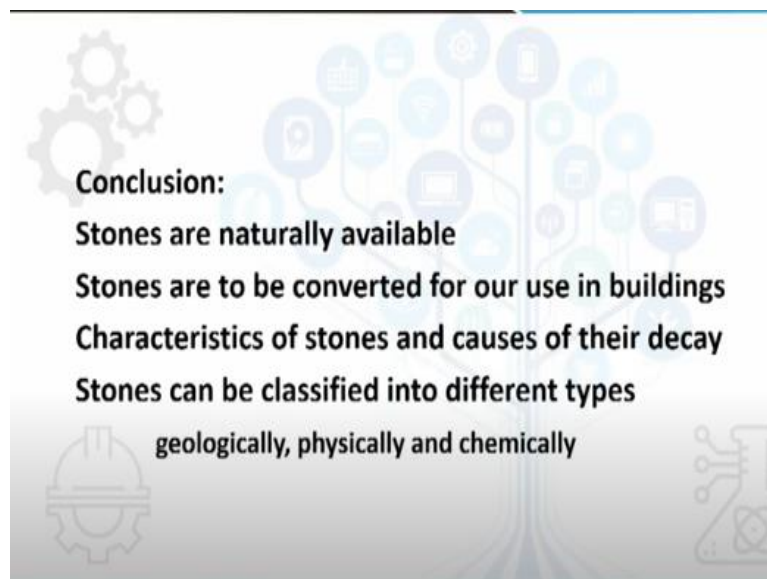 Conclusion:
Stones are naturally available
Stones are to be converted for our use in buildings
Characteristics of stones and causes of their decay
Stones can be classified into different types
geologically, physically and chemically